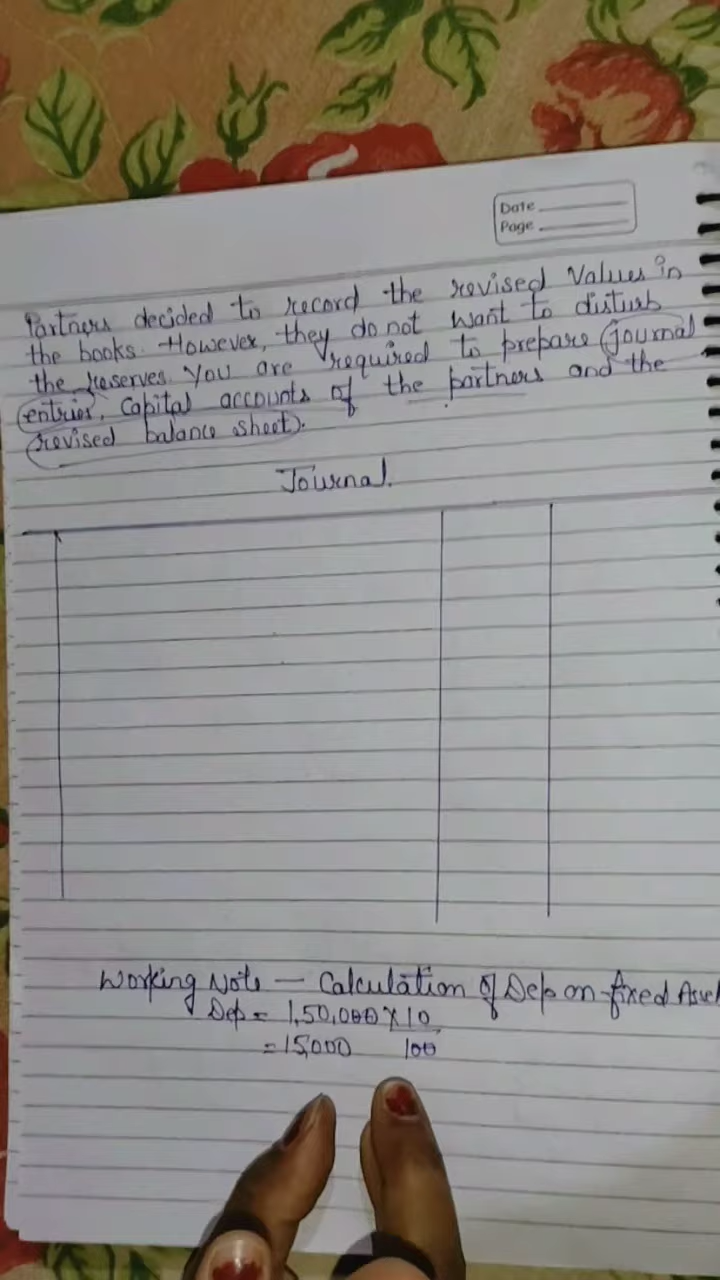 Date
Page
Partners decided to record the revised values in
the books. However, they do not want to disturb
the reserves. You are required to prepare (journal
entries, Capital accounts of the partners and the
revised balance sheet).
Journal.
Working Note — Calculation of Dep on fixed Asset
Dep = 1,50,000 × 10
= 15,000 100